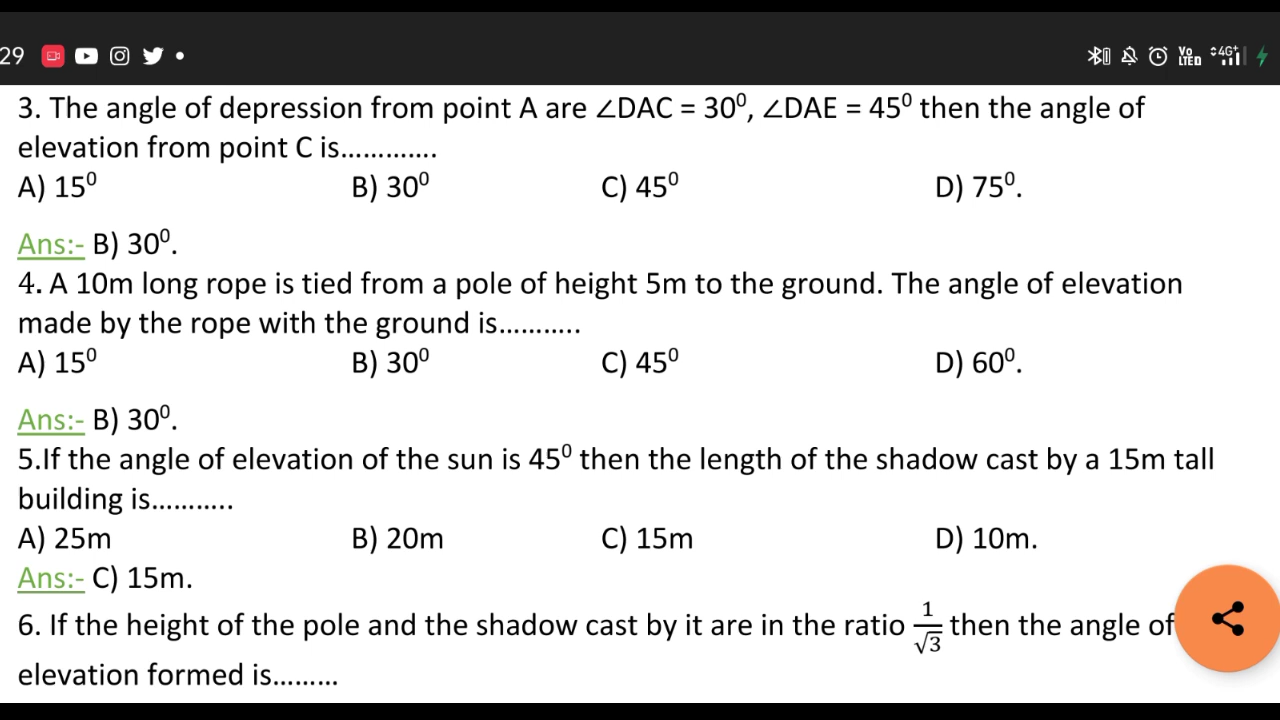 29
Vo
LTED
4G+
3. The angle of depression from point A are ∠DAC = 30⁰, ∠DAE = 45⁰ then the angle of
elevation from point C is.............
A) 15⁰ B) 30⁰ C) 45⁰ D) 75⁰.
Ans:- B) 30⁰.
4. A 10m long rope is tied from a pole of height 5m to the ground. The angle of elevation
made by the rope with the ground is...........
A) 15⁰ B) 30⁰ C) 45⁰ D) 60⁰.
Ans:- B) 30⁰.
5.If the angle of elevation of the sun is 45⁰ then the length of the shadow cast by a 15m tall
building is...........
A) 25m B) 20m C) 15m D) 10m.
Ans:- C) 15m.
6. If the height of the pole and the shadow cast by it are in the ratio 1/√3 then the angle of
elevation formed is.........